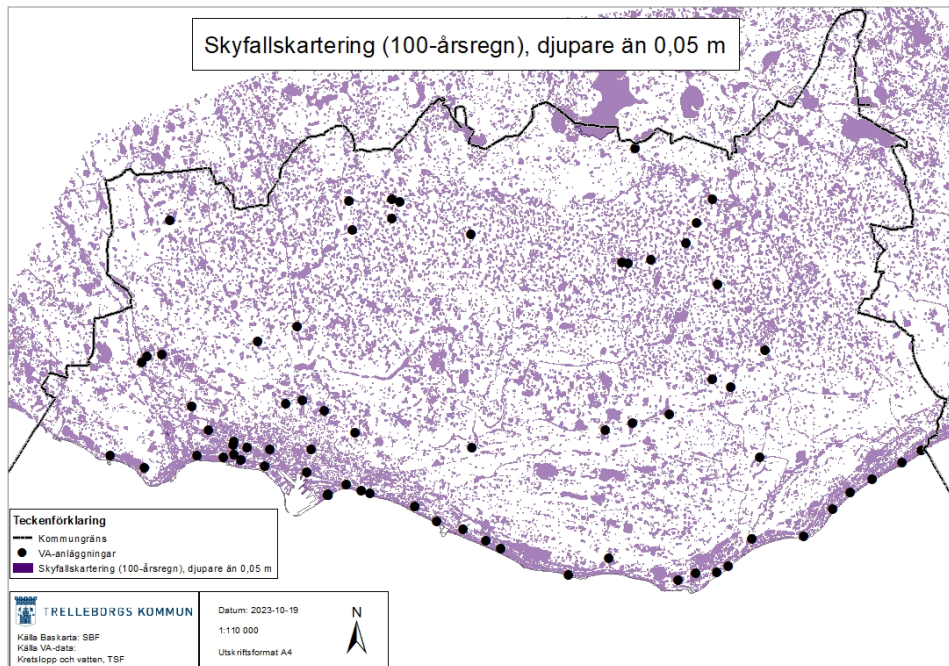 Skyfallskartering (100-årsregn), djupare än 0,05 m
Teckenförklaring
Kommungräns
VA-anläggningar
Skyfallskartering (100-årsregn), djupare än 0,05 m
TRELLEBORGS KOMMUN
Källa Baskarta: SBF
Källa VA-data:
Kretslopp och vatten, TSF
Datum: 2023-10-19
1:110 000
Utskriftsformat A4
N